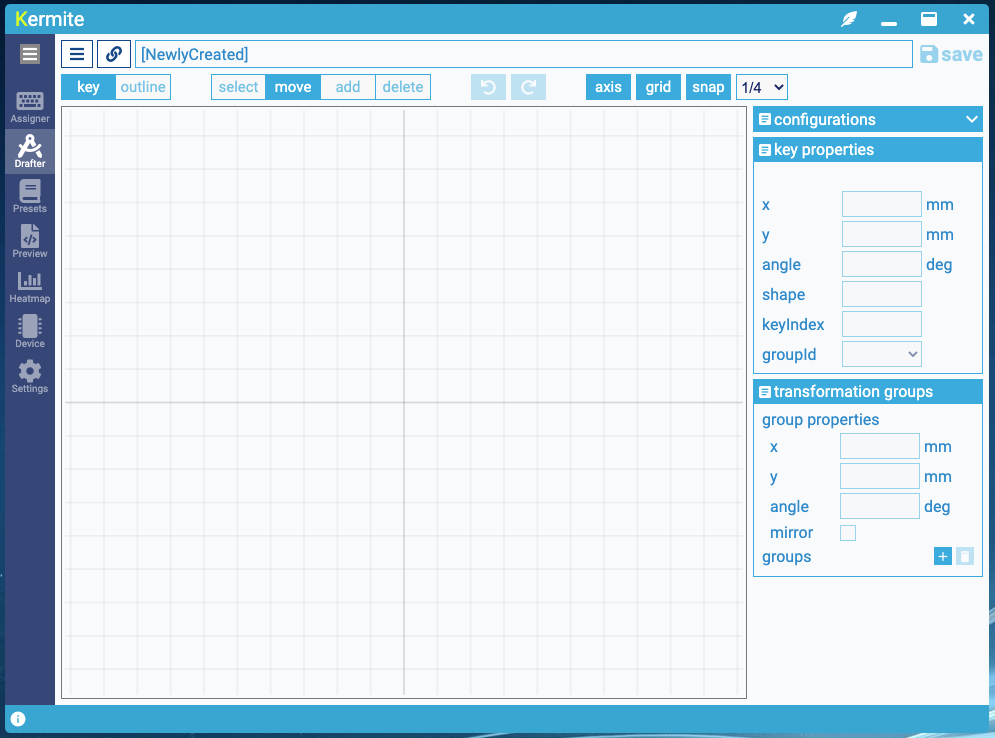 Kermite
[NewlyCreated]
save
key outline select move add delete axis grid snap 1/4
Assigner
Drafter
Presets
Preview
Heatmap
Device
Settings
configurations
key properties
x mm
y mm
angle deg
shape
keyIndex
groupId
transformation groups
group properties
x mm
y mm
angle deg
mirror
groups